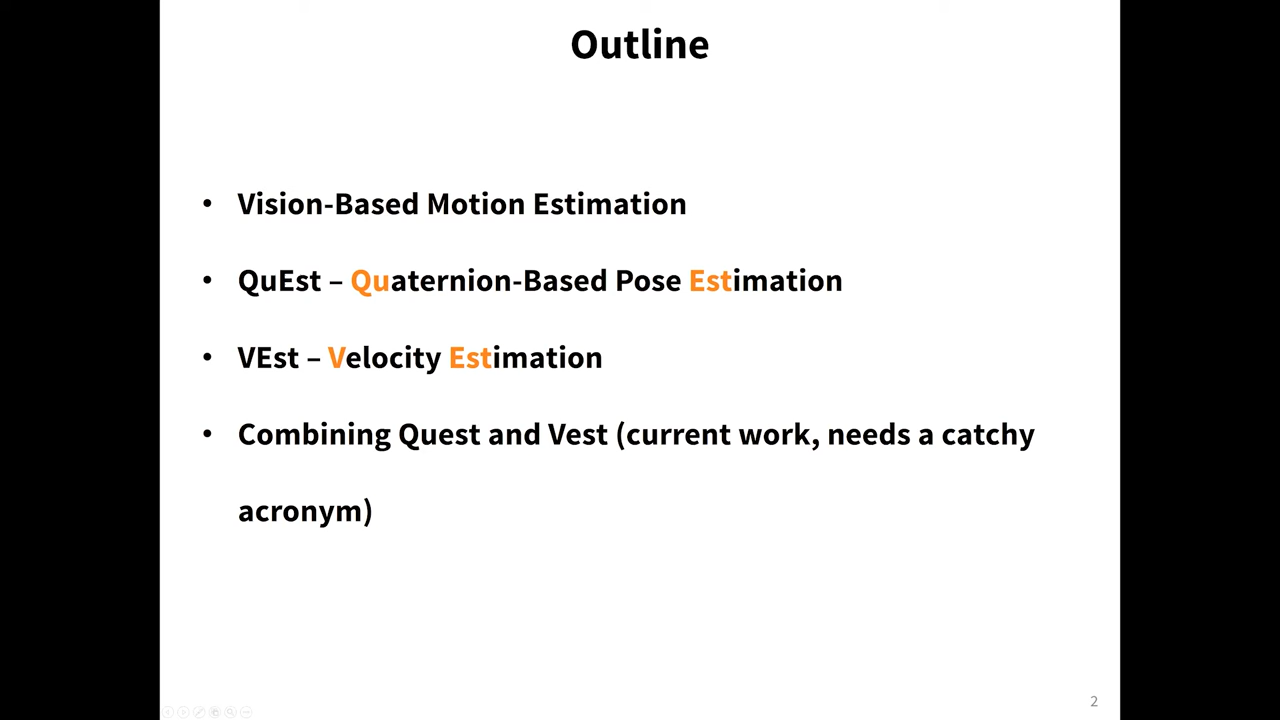 Outline
• Vision-Based Motion Estimation
• QuEst – Quaternion-Based Pose Estimation
• VEst – Velocity Estimation
• Combining Quest and Vest (current work, needs a catchy
acronym)
2